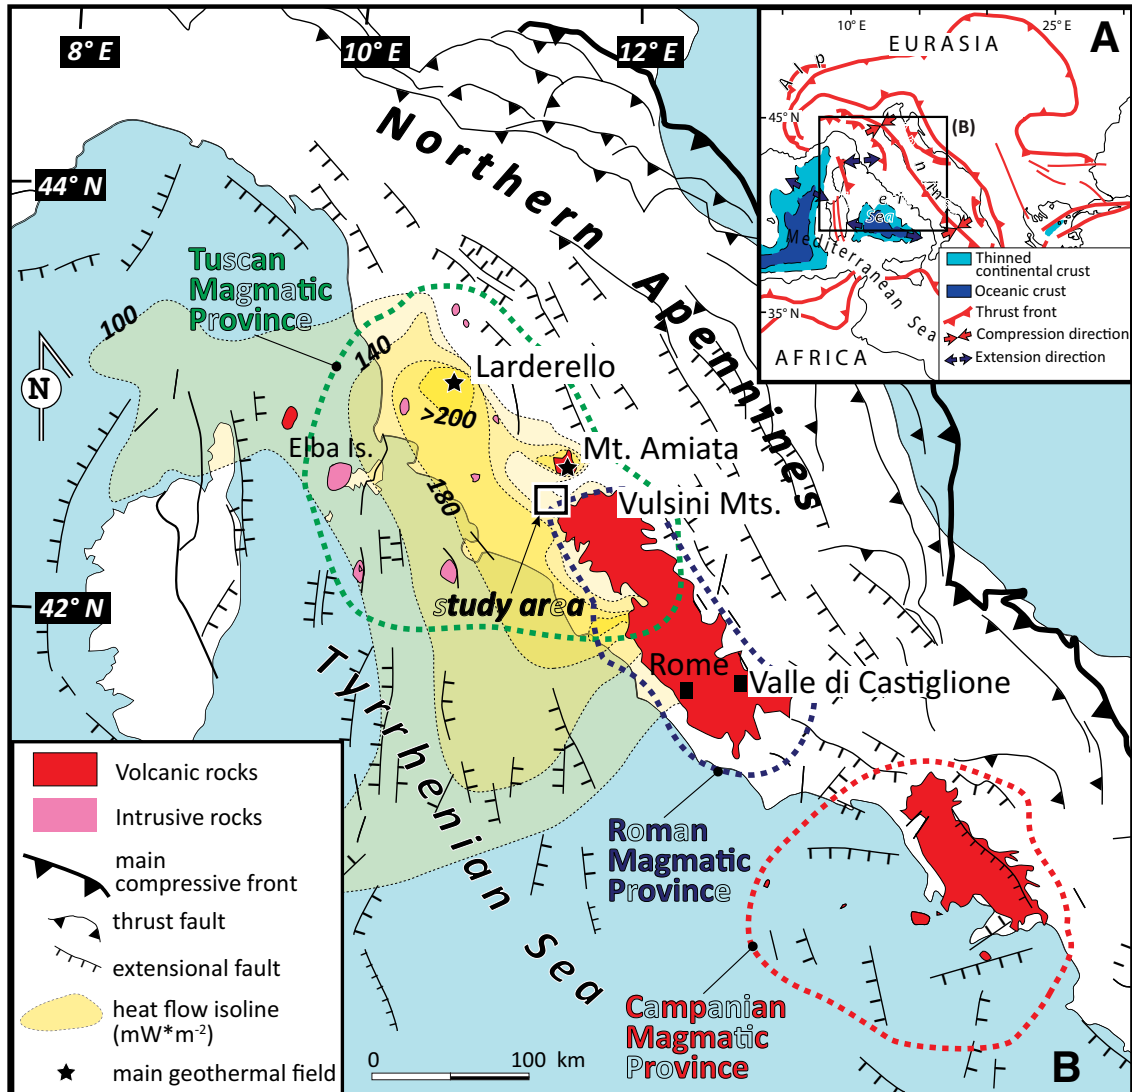 8° E
10° E
12° E
44° N
42° N
Northern Apennines
Tuscan
Magmatic
Province
100
140
>200
180
N
Larderello
Elba Is.
Mt. Amiata
Vulsini Mts.
study area
Rome
Valle di Castiglione
Tyrrhenian Sea
Roman
Magmatic
Province
Campanian
Magmatic
Province
0 100 km
B
Volcanic rocks
Intrusive rocks
main
compressive front
thrust fault
extensional fault
heat flow isoline
(mW*m-2)
main geothermal field
10° E
25° E
A
EURASIA
Alp
45° N
(B)
Sea
Mediterranean Sea
35° N
AFRICA
Thinned
continental crust
Oceanic crust
Thrust front
Compression direction
Extension direction